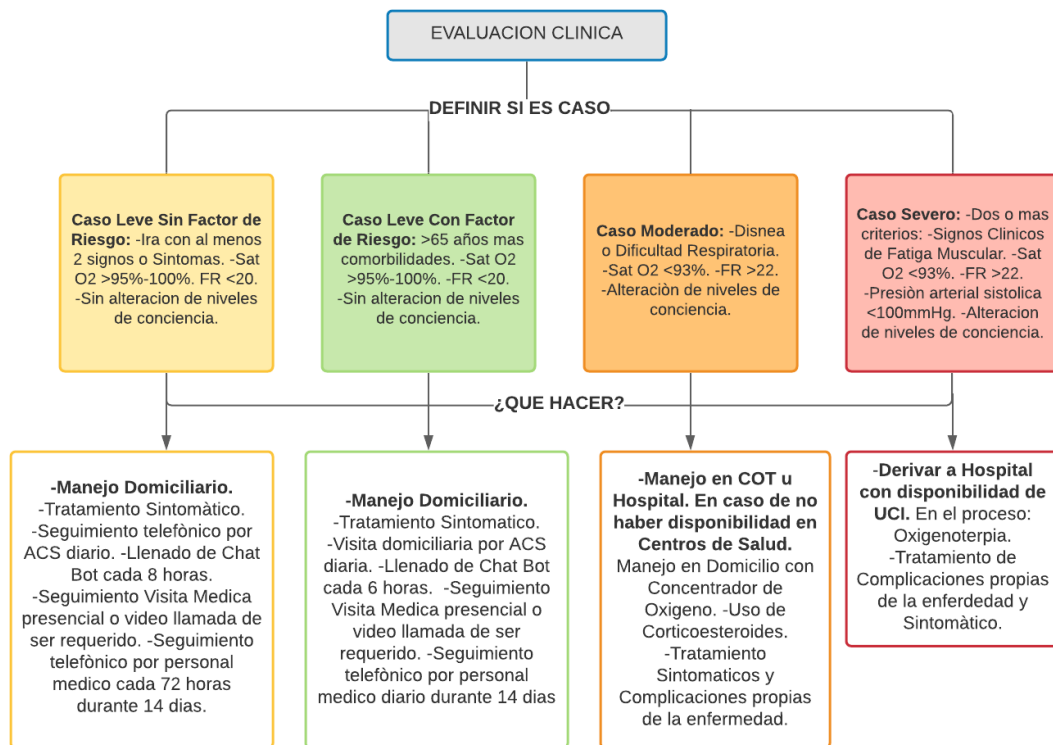 EVALUACION CLINICA
DEFINIR SI ES CASO
Caso Leve Sin Factor de
Riesgo: -Ira con al menos
2 signos o Sintomas. -Sat
O2 >95%-100%. FR <20.
-Sin alteracion de niveles
de conciencia.
Caso Leve Con Factor
de Riesgo: >65 años mas
comorbilidades. -Sat O2
>95%-100%. -FR <20.
-Sin alteracion de niveles
de conciencia.
Caso Moderado: -Disnea
o Dificultad Respiratoria.
-Sat O2 <93%. -FR >22.
-Alteraciòn de niveles de
conciencia.
Caso Severo: -Dos o mas
criterios: -Signos Clinicos
de Fatiga Muscular. -Sat
O2 <93%. -FR >22.
-Presiòn arterial sistolica
<100mmHg. -Alteracion
de niveles de conciencia.
¿QUE HACER?
-Manejo Domiciliario.
-Tratamiento Sintomàtico.
-Seguimiento telefònico por
ACS diario. -Llenado de Chat
Bot cada 8 horas.
-Seguimiento Visita Medica
presencial o video llamada de
ser requerido. -Seguimiento
telefònico por personal
medico cada 72 horas
durante 14 dias.
-Manejo Domiciliario.
-Tratamiento Sintomatico.
-Visita domiciliaria por ACS
diaria. -Llenado de Chat Bot
cada 6 horas. -Seguimiento
Visita Medica presencial o
video llamada de ser
requerido. -Seguimiento
telefònico por personal
medico diario durante 14 dias
-Manejo en COT u
Hospital. En caso de no
haber disponibilidad en
Centros de Salud.
Manejo en Domicilio con
Concentrador de
Oxigeno. -Uso de
Corticoesteroides.
-Tratamiento
Sintomaticos y
Complicaciones propias
de la enfermedad.
-Derivar a Hospital
con disponibilidad de
UCI. En el proceso:
Oxigenoterpia.
-Tratamiento de
Complicaciones propias
de la enferdedad y
Sintomàtico.